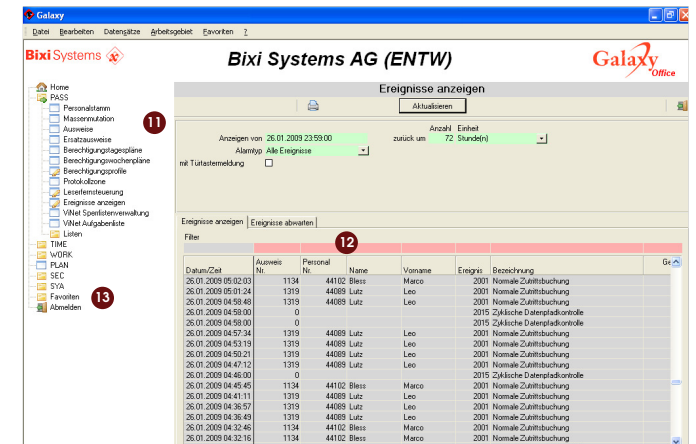 Galaxy
Datei Bearbeiten Datensätze Arbeitsgebiet Favoriten ?
Bixi Systems
Bixi Systems AG (ENTW)
Galaxy Office
Home
PASS
Personalstamm
Massenmutation
Ausweise
Ersatzausweise
Berechtigungstagespläne
Berechtigungswochenpläne
Berechtigungsprofile
Protokollzone
Leserfernsteuerung
Ereignisse anzeigen
ViNet Sperrlistenverwaltung
ViNet Aufgabenliste
Listen
TIME
WORK
PLAN
SEC
SYA
Favoriten
Abmelden
11
13
Ereignisse anzeigen
Aktualisieren
Anzahl Einheit
Anzeigen von 26.01.2009 23:59:00 zurück um 72 Stunde(n)
Alarmtyp Alle Ereignisse
mit Türtastermeldung
Ereignisse anzeigen Ereignisse abwarten
Filter
12
Datum/Zeit Ausweis Nr. Personal Nr. Name Vorname Ereignis Bezeichnung Ge
26.01.2009 05:02:03 1134 44102 Bless Marco 2001 Normale Zutrittsbuchung
26.01.2009 05:01:24 1319 44089 Lutz Leo 2001 Normale Zutrittsbuchung
26.01.2009 04:58:48 1319 44089 Lutz Leo 2001 Normale Zutrittsbuchung
26.01.2009 04:58:00 0 2015 Zyklische Datenpfadkontrolle
26.01.2009 04:58:00 0 2015 Zyklische Datenpfadkontrolle
26.01.2009 04:57:34 1319 44089 Lutz Leo 2001 Normale Zutrittsbuchung
26.01.2009 04:53:19 1319 44089 Lutz Leo 2001 Normale Zutrittsbuchung
26.01.2009 04:50:21 1319 44089 Lutz Leo 2001 Normale Zutrittsbuchung
26.01.2009 04:47:12 1319 44089 Lutz Leo 2001 Normale Zutrittsbuchung
26.01.2009 04:46:00 0 2015 Zyklische Datenpfadkontrolle
26.01.2009 04:45:45 1134 44102 Bless Marco 2001 Normale Zutrittsbuchung
26.01.2009 04:41:11 1319 44089 Lutz Leo 2001 Normale Zutrittsbuchung
26.01.2009 04:36:57 1319 44089 Lutz Leo 2001 Normale Zutrittsbuchung
26.01.2009 04:36:49 1319 44089 Lutz Leo 2001 Normale Zutrittsbuchung
26.01.2009 04:32:46 1134 44102 Bless Marco 2001 Normale Zutrittsbuchung
26.01.2009 04:32:16 1134 44102 Bless Marco 2001 Normale Zutrittsbuchung